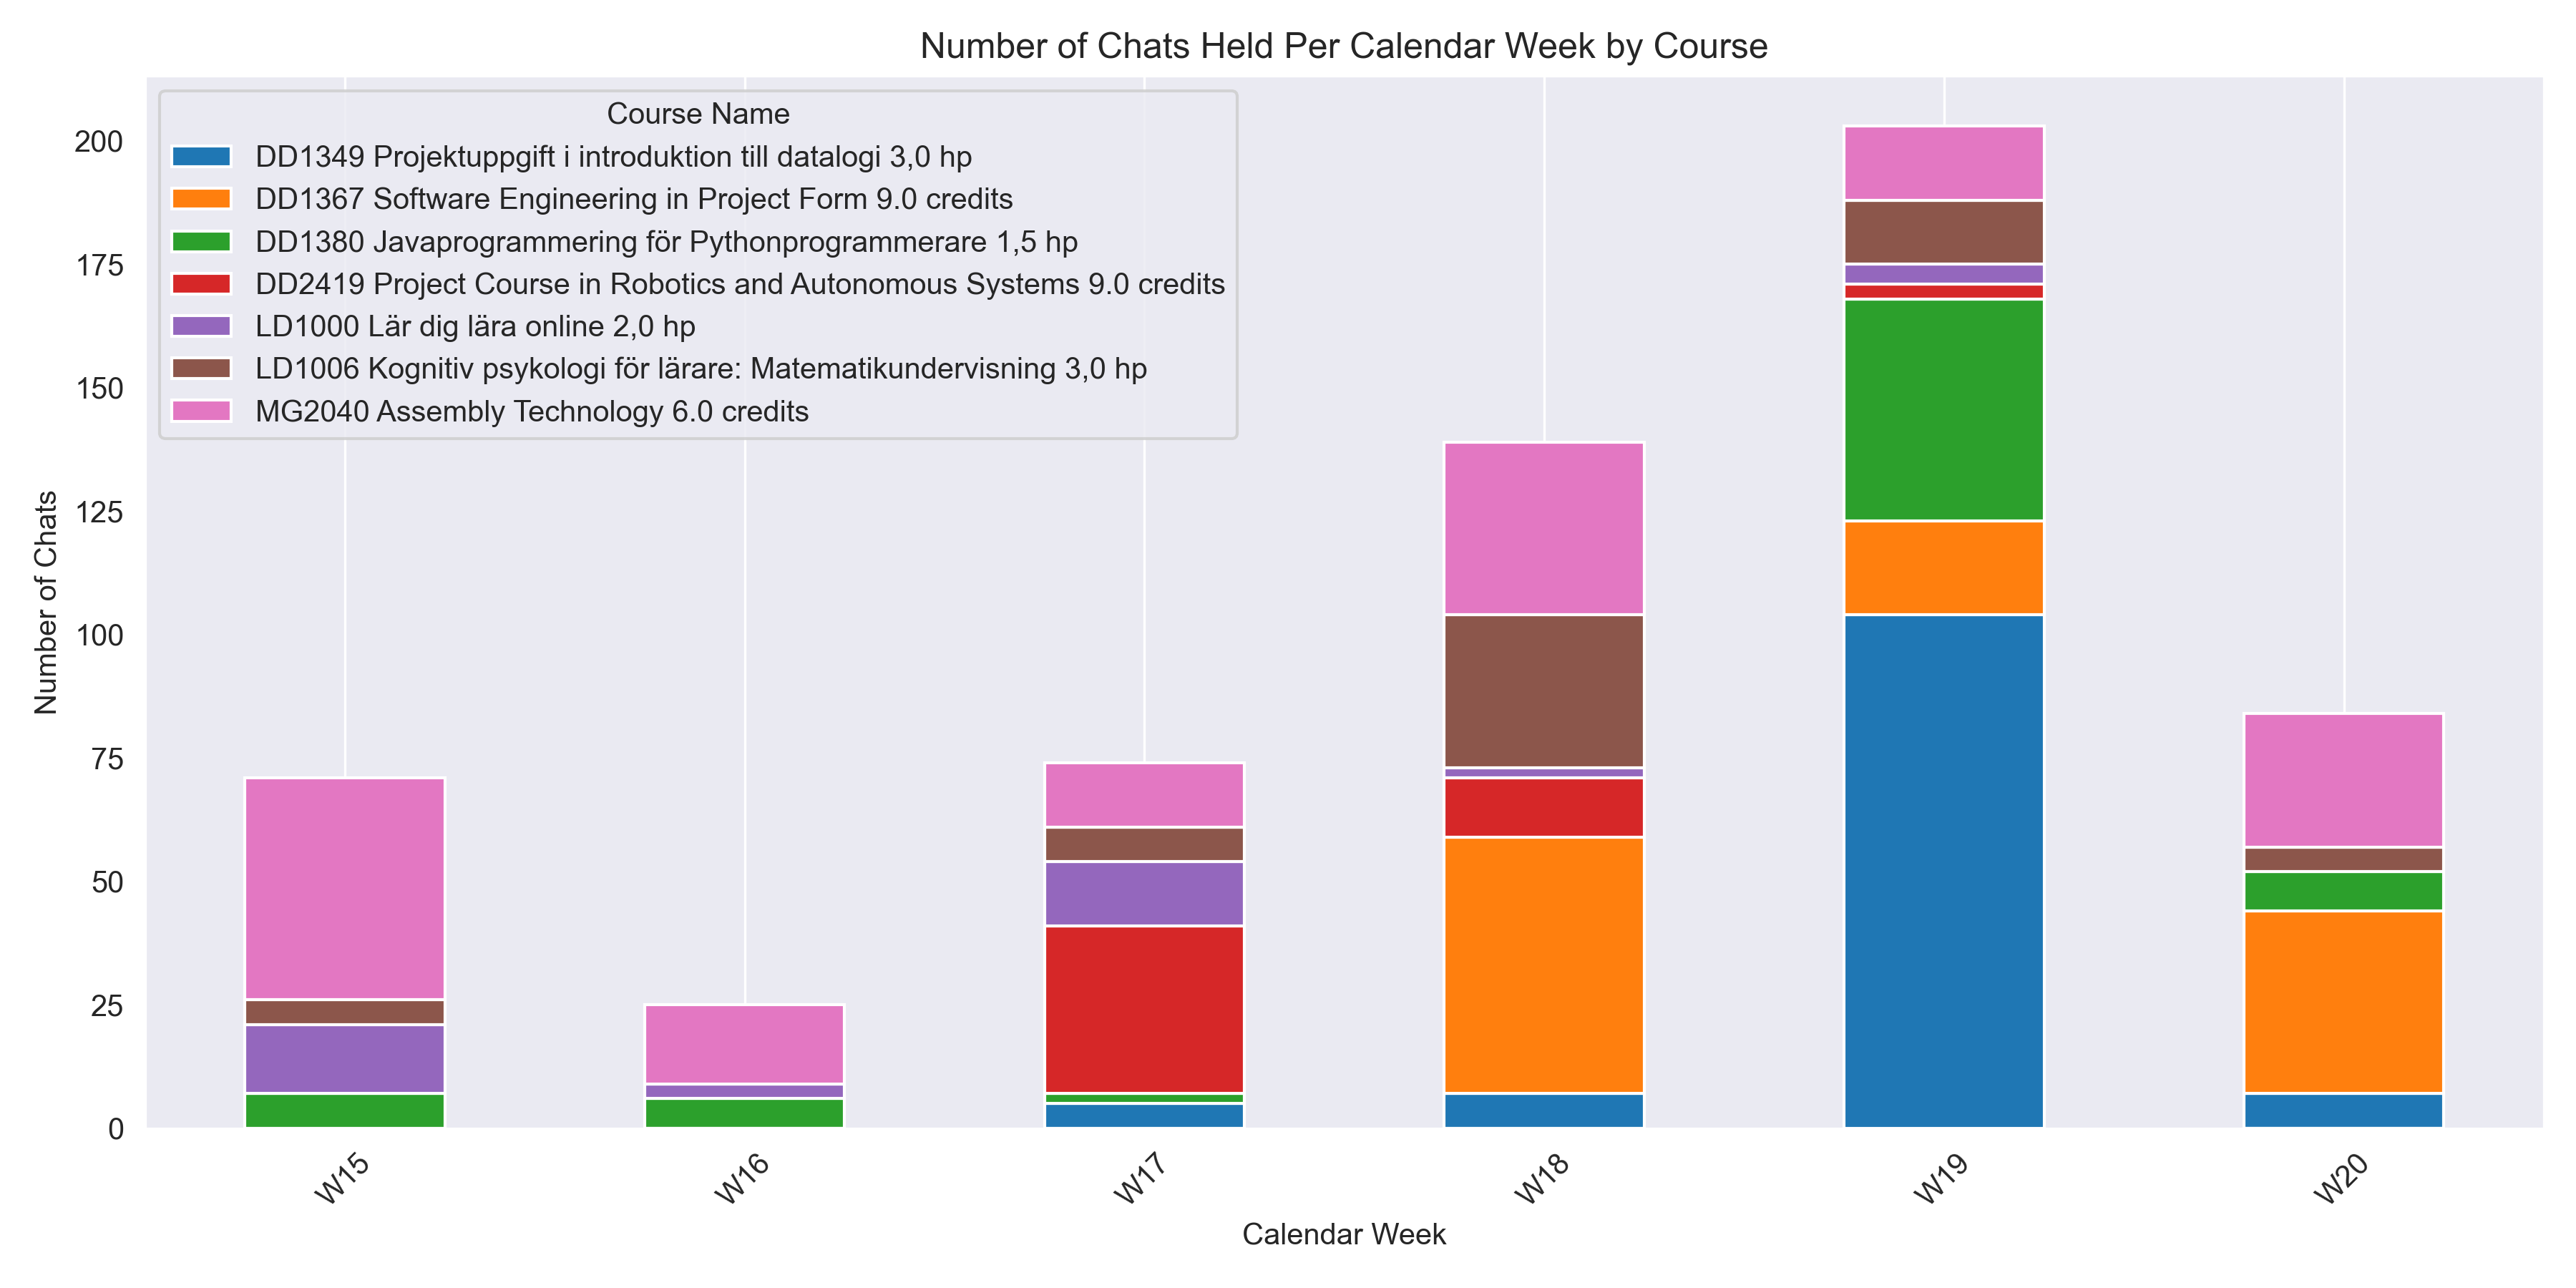 Number of Chats Held Per Calendar Week by Course
Course Name
DD1349 Projektuppgift i introduktion till datalogi 3,0 hp
DD1367 Software Engineering in Project Form 9.0 credits
DD1380 Javaprogrammering för Pythonprogrammerare 1,5 hp
DD2419 Project Course in Robotics and Autonomous Systems 9.0 credits
LD1000 Lär dig lära online 2,0 hp
LD1006 Kognitiv psykologi för lärare: Matematikundervisning 3,0 hp
MG2040 Assembly Technology 6.0 credits
Number of Chats
200
175
150
125
100
75
50
25
0
W15 W16 W17 W18 W19 W20
Calendar Week